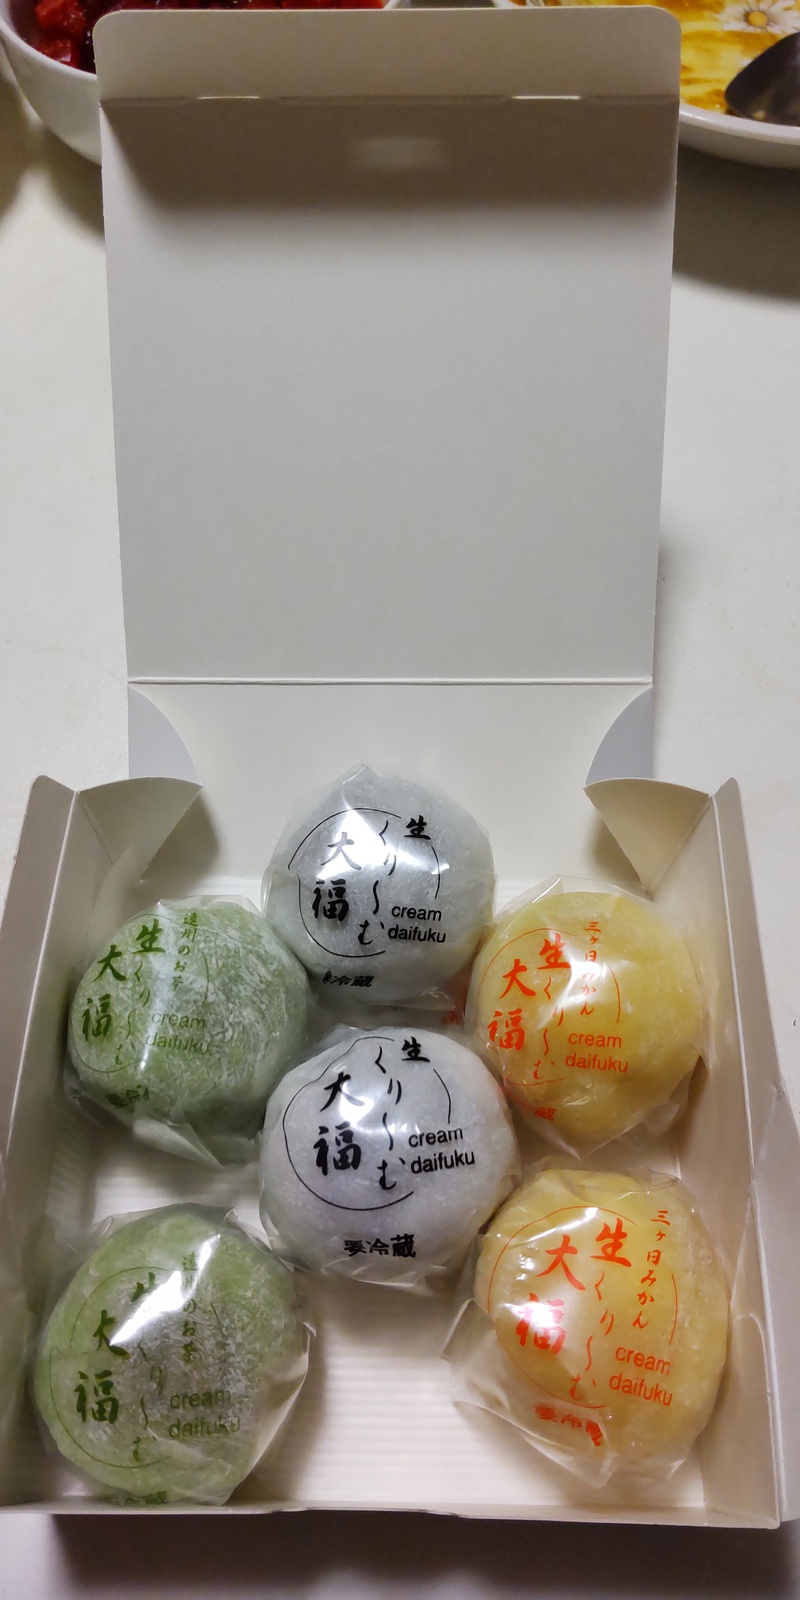 生
くり〜む
大福
cream
daifuku
要冷蔵
遠州のお茶
生
くり〜む
大福
cream
daifuku
三ヶ日みかん
生
くり〜む
大福
cream
daifuku
生
くり〜む
大福
cream
daifuku
要冷蔵
遠州のお茶
生
くり〜む
大福
cream
daifuku
三ヶ日みかん
生
くり〜む
大福
cream
daifuku
要冷蔵